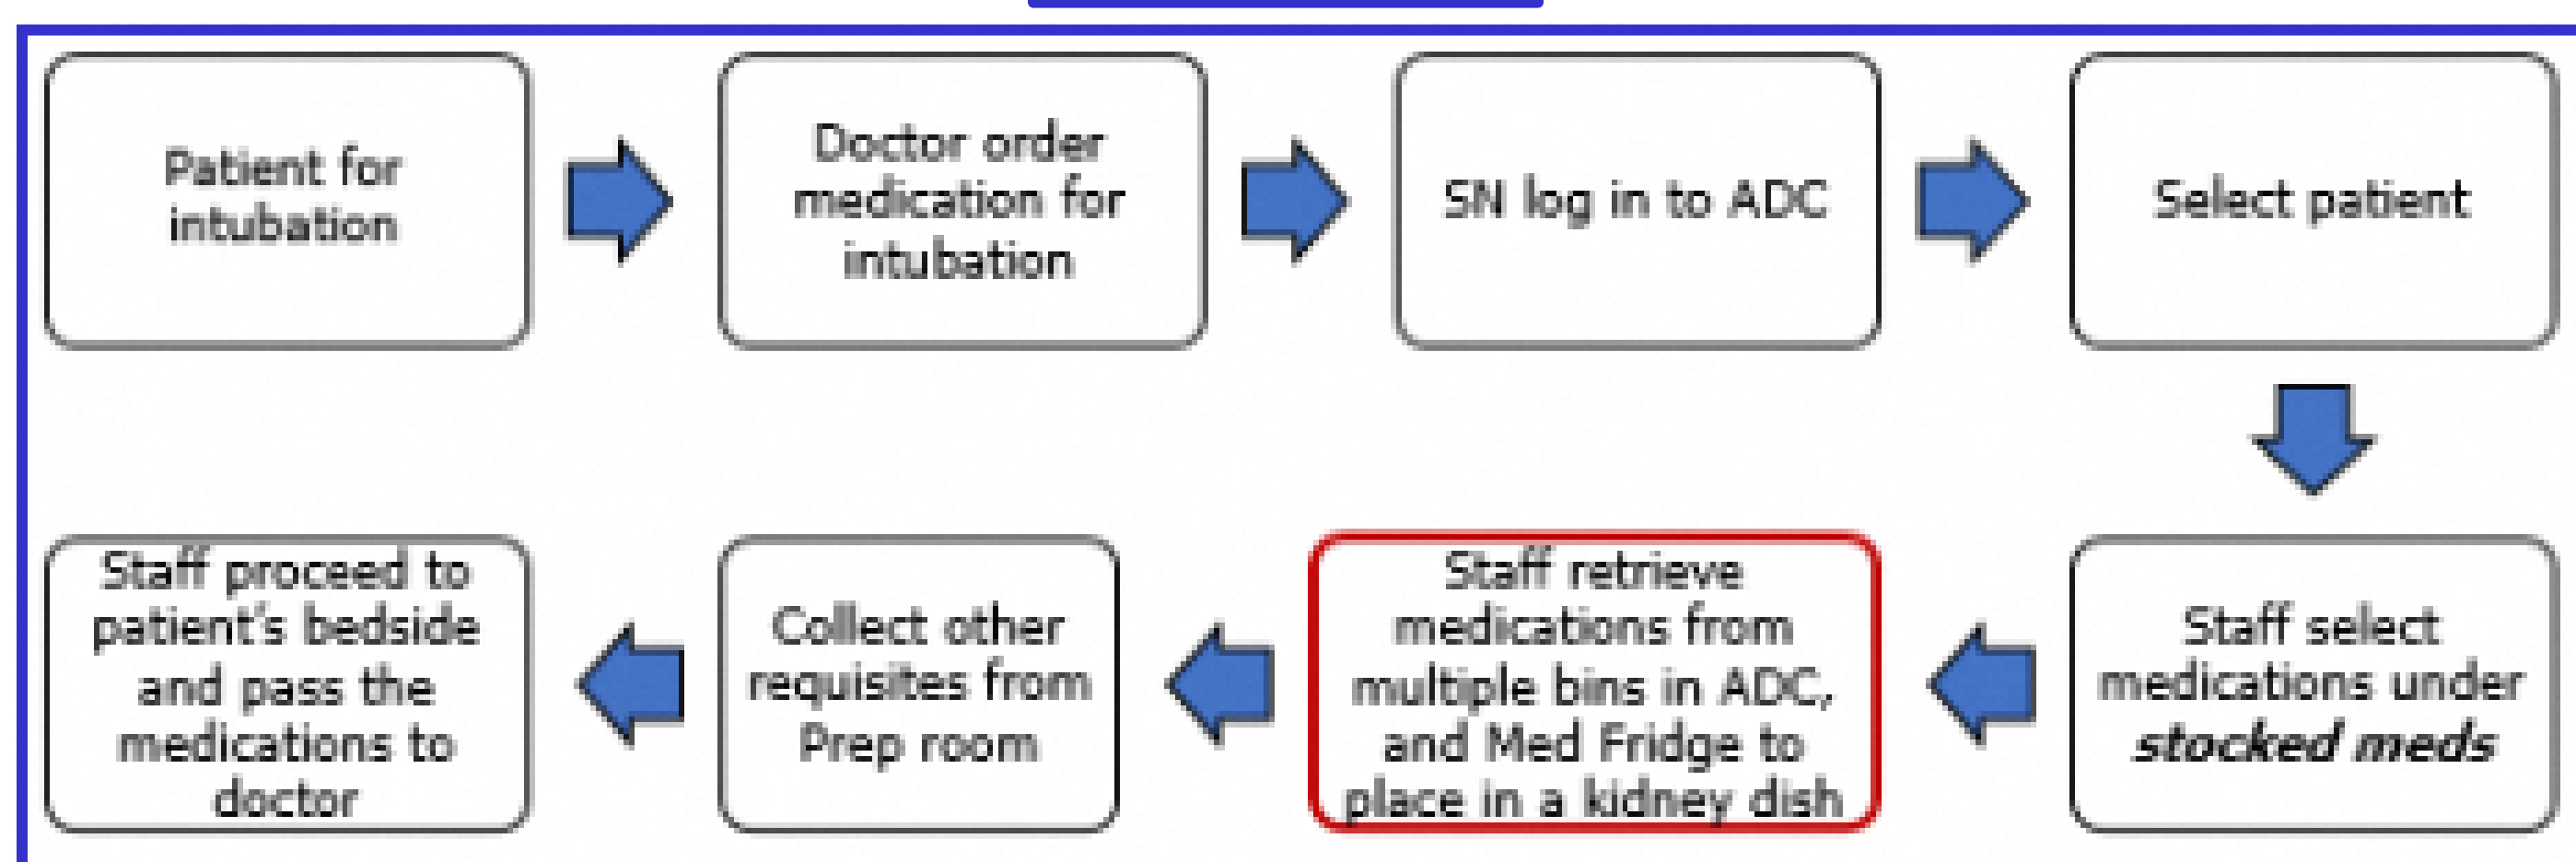 Patient for
intubation
Doctor order
medication for
intubation
SN log in to ADC
Select patient
Staff select
medications under
stocked meds
Staff retrieve
medications from
multiple bins in ADC,
and Med Fridge to
place in a kidney dish
Collect other
requisites from
Prep room
Staff proceed to
patient's bedside
and pass the
medications to
doctor